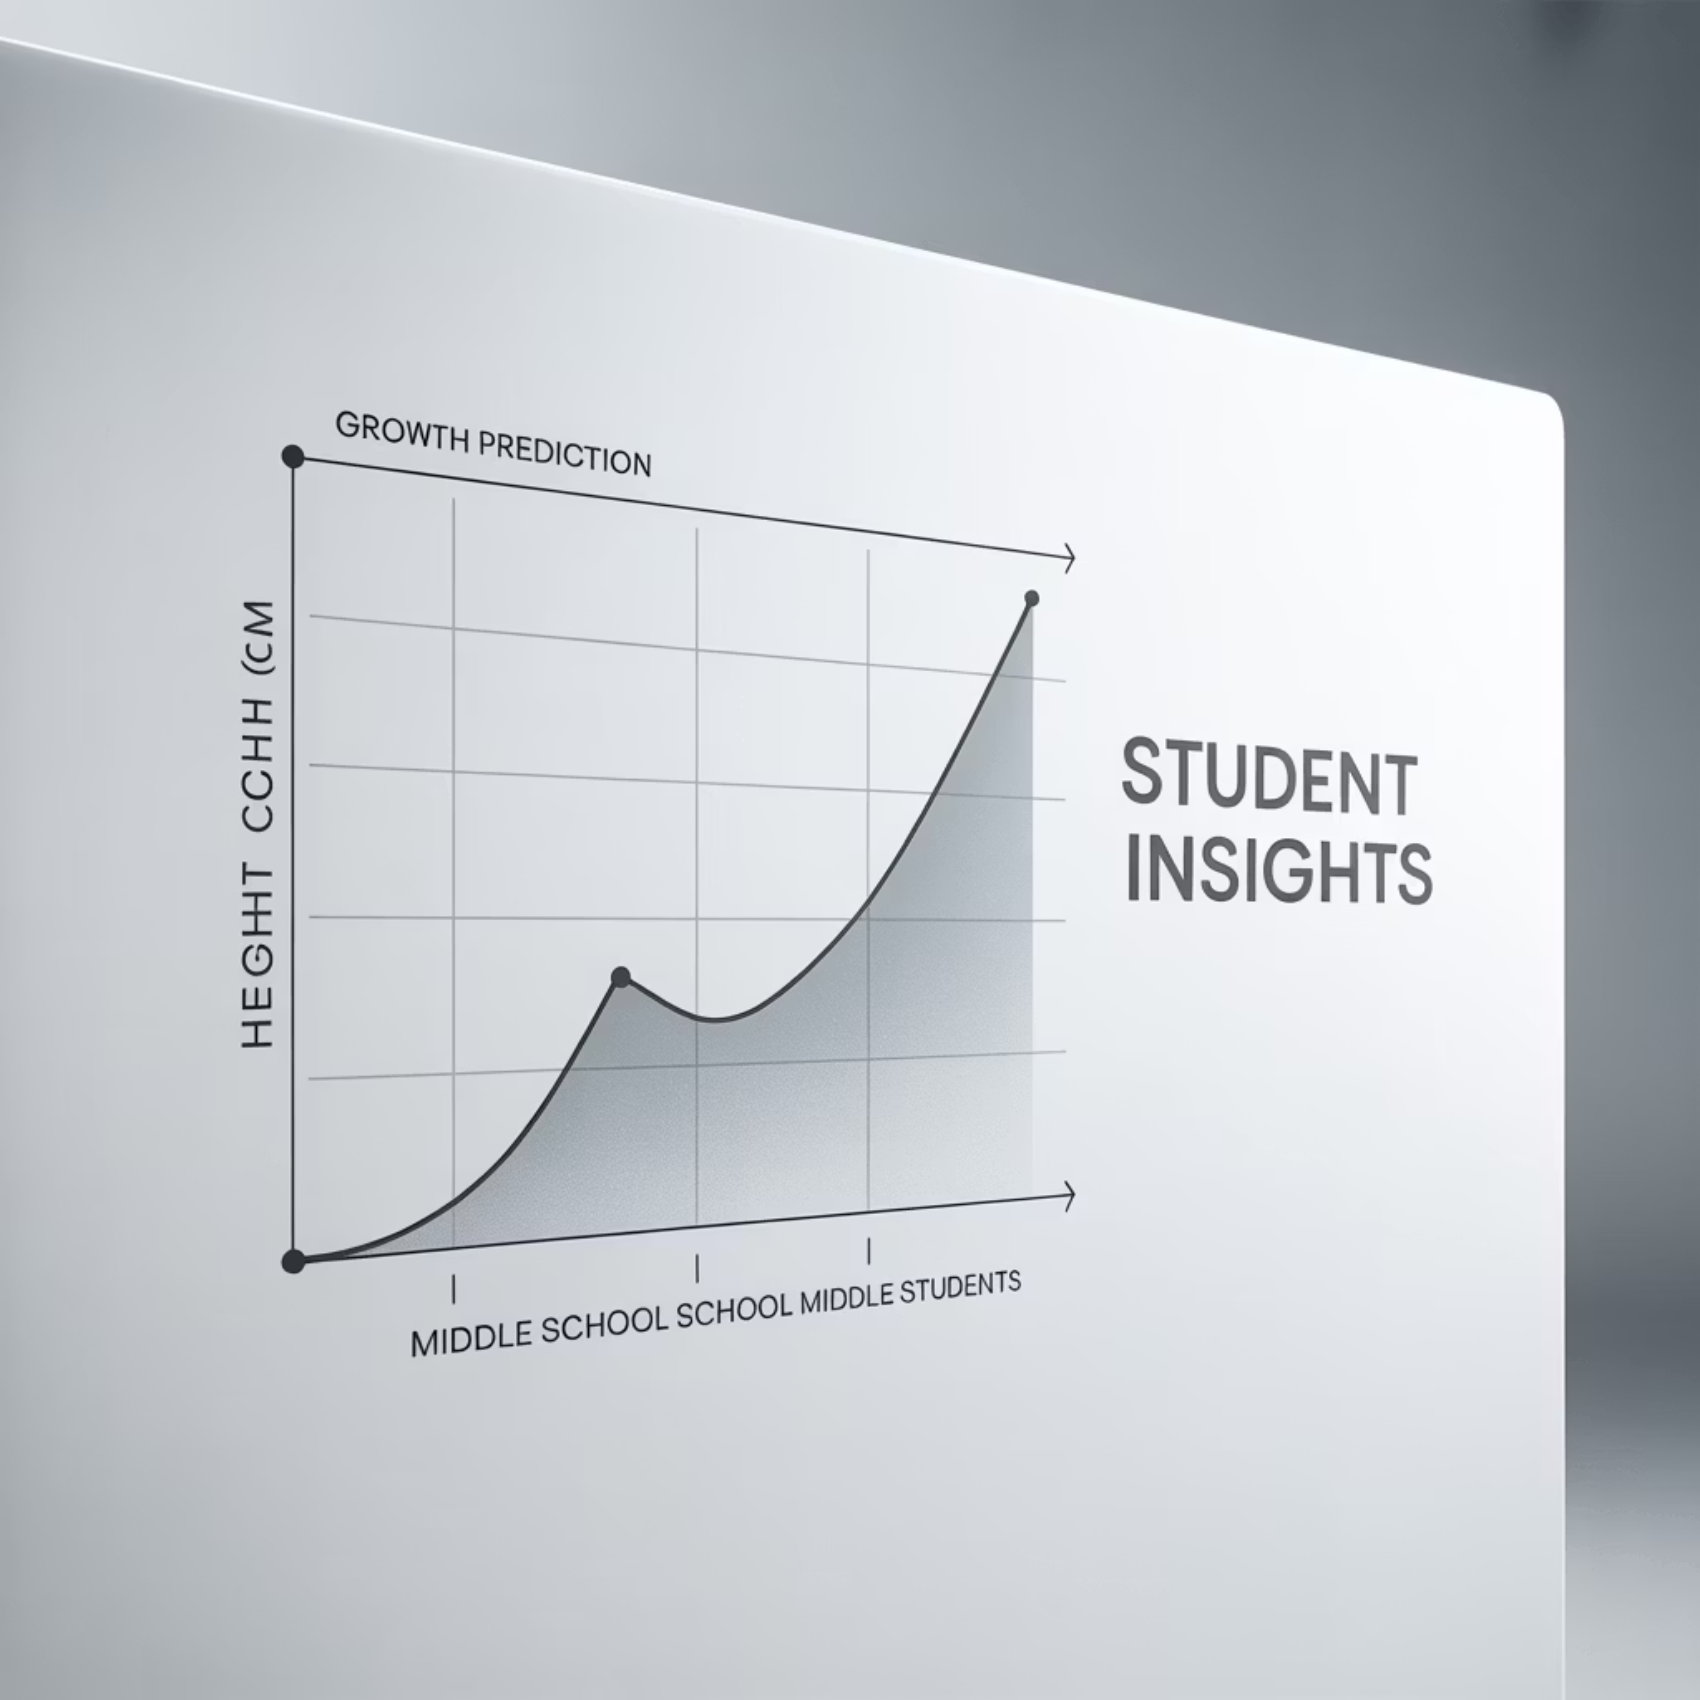 GROWTH PREDICTION
HEGHT CCHH (CM
STUDENT
INSIGHTS
MIDDLE SCHOOL SCHOOL MIDDLE STUDENTS